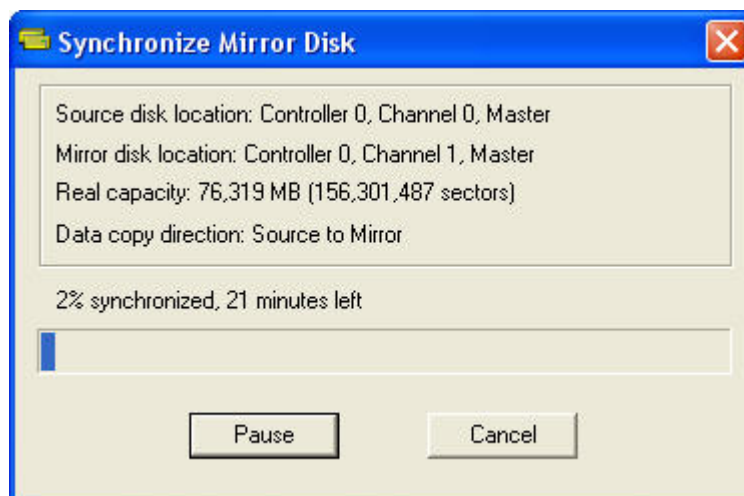 Synchronize Mirror Disk
Source disk location: Controller 0, Channel 0, Master
Mirror disk location: Controller 0, Channel 1, Master
Real capacity: 76,319 MB (156,301,487 sectors)
Data copy direction: Source to Mirror
2% synchronized, 21 minutes left
Pause Cancel